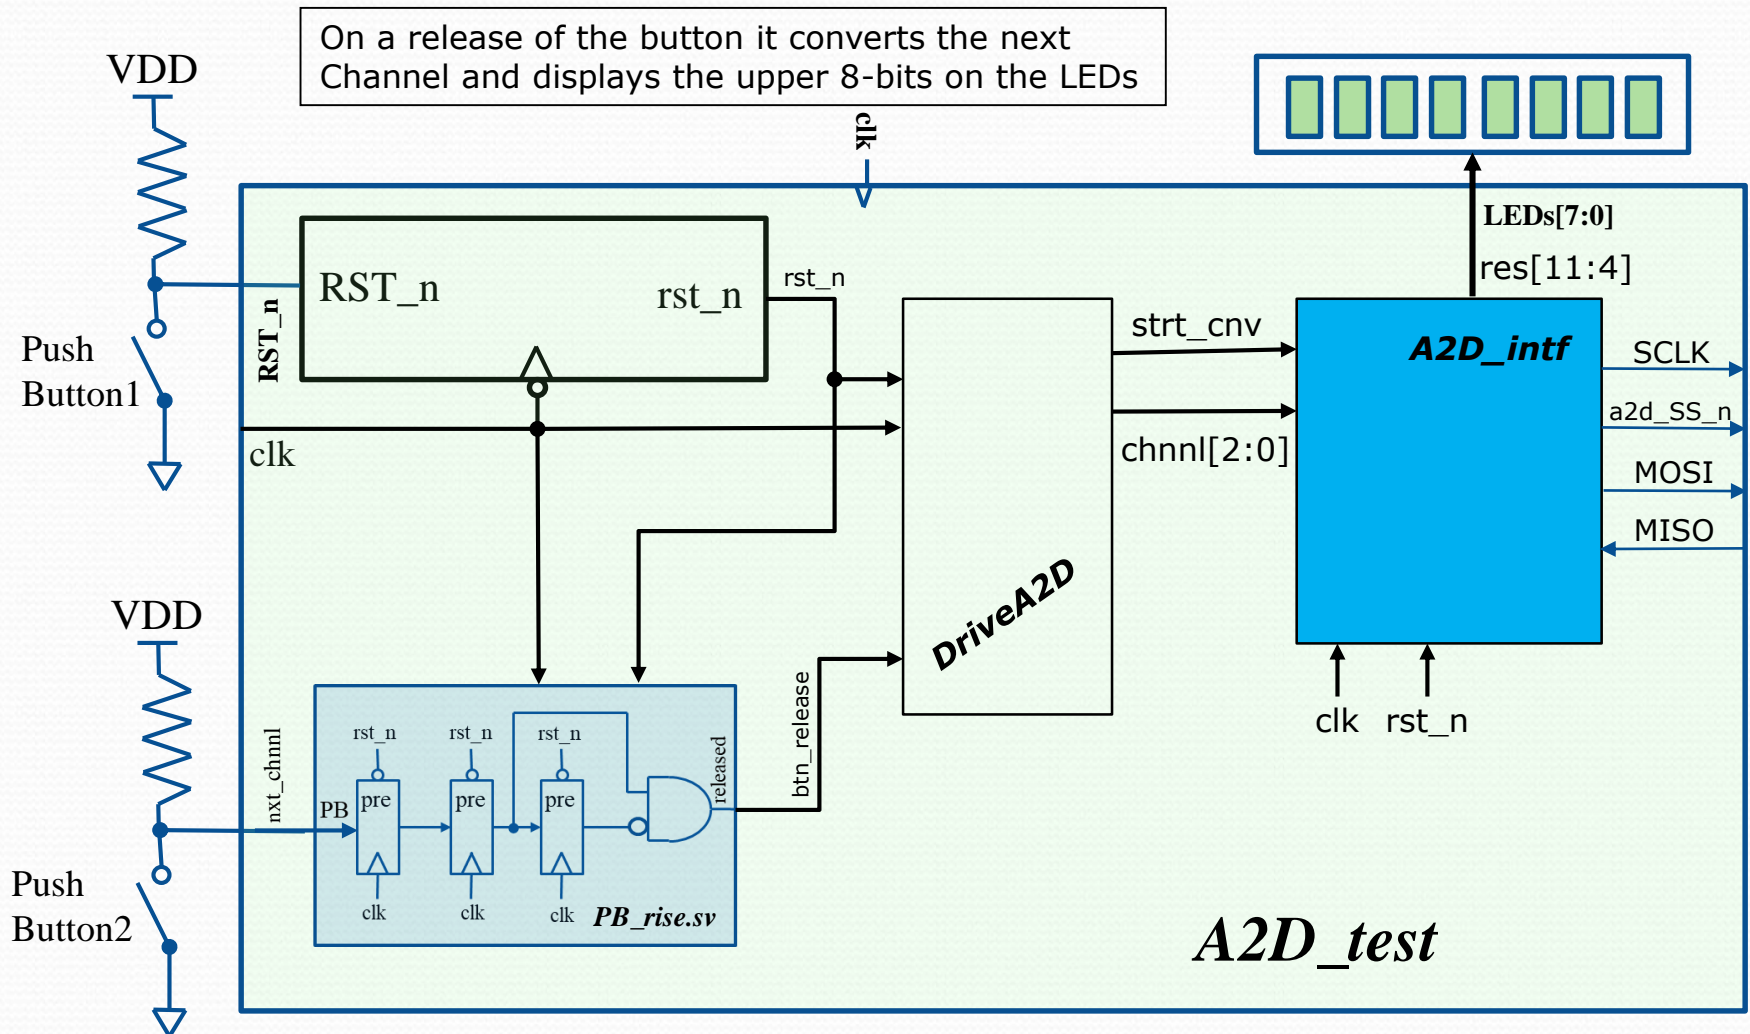 On a release of the button it converts the next
Channel and displays the upper 8-bits on the LEDs
VDD
clk
LEDs[7:0]
res[11:4]
RST_n
rst_n
rst_n
RST_n
Push
Button1
clk
strt_cnv
chnnl[2:0]
A2D_intf
SCLK
a2d_SS_n
MOSI
MISO
DriveA2D
clk
rst_n
VDD
nxt_chnnl
PB
rst_n
rst_n
rst_n
pre
pre
pre
clk
clk
clk
released
PB_rise.sv
btn_release
Push
Button2
A2D_test